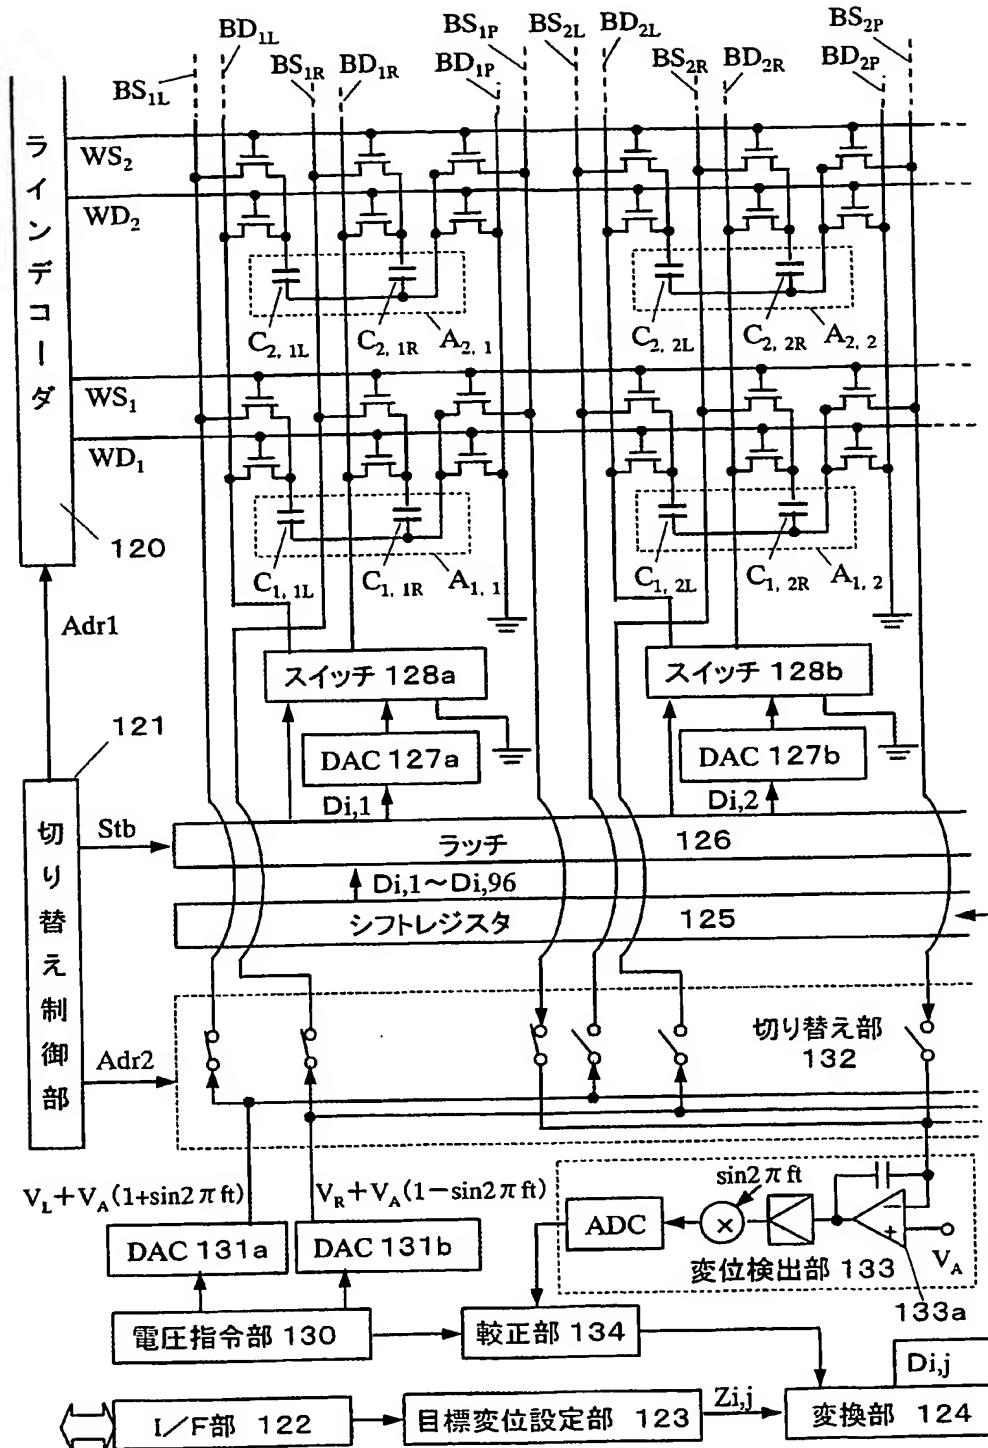 BS1L BD1L BS1R BD1R BD1P BS1P BS2L BD2L BS2R BD2R BD2P BS2P
ラインデコーダ
120
WS2
WD2
C2, 1L C2, 1R A2, 1 C2, 2L C2, 2R A2, 2
WS1
WD1
C1, 1L C1, 1R A1, 1 C1, 2L C1, 2R A1, 2
Adr1
スイッチ 128a スイッチ 128b
DAC 127a DAC 127b
Di,1 Di,2
121
切り替え制御部
Stb
ラッチ 126
Di,1～Di,96
シフトレジスタ 125
Adr2
切り替え部
132
VL+VA(1+sin2πft) VR+VA(1−sin2πft)
sin2πft
ADC × − +
VA
変位検出部 133
133a
DAC 131a DAC 131b
電圧指令部 130 較正部 134
Di,j
I/F部 122 目標変位設定部 123 Zi,j 変換部 124